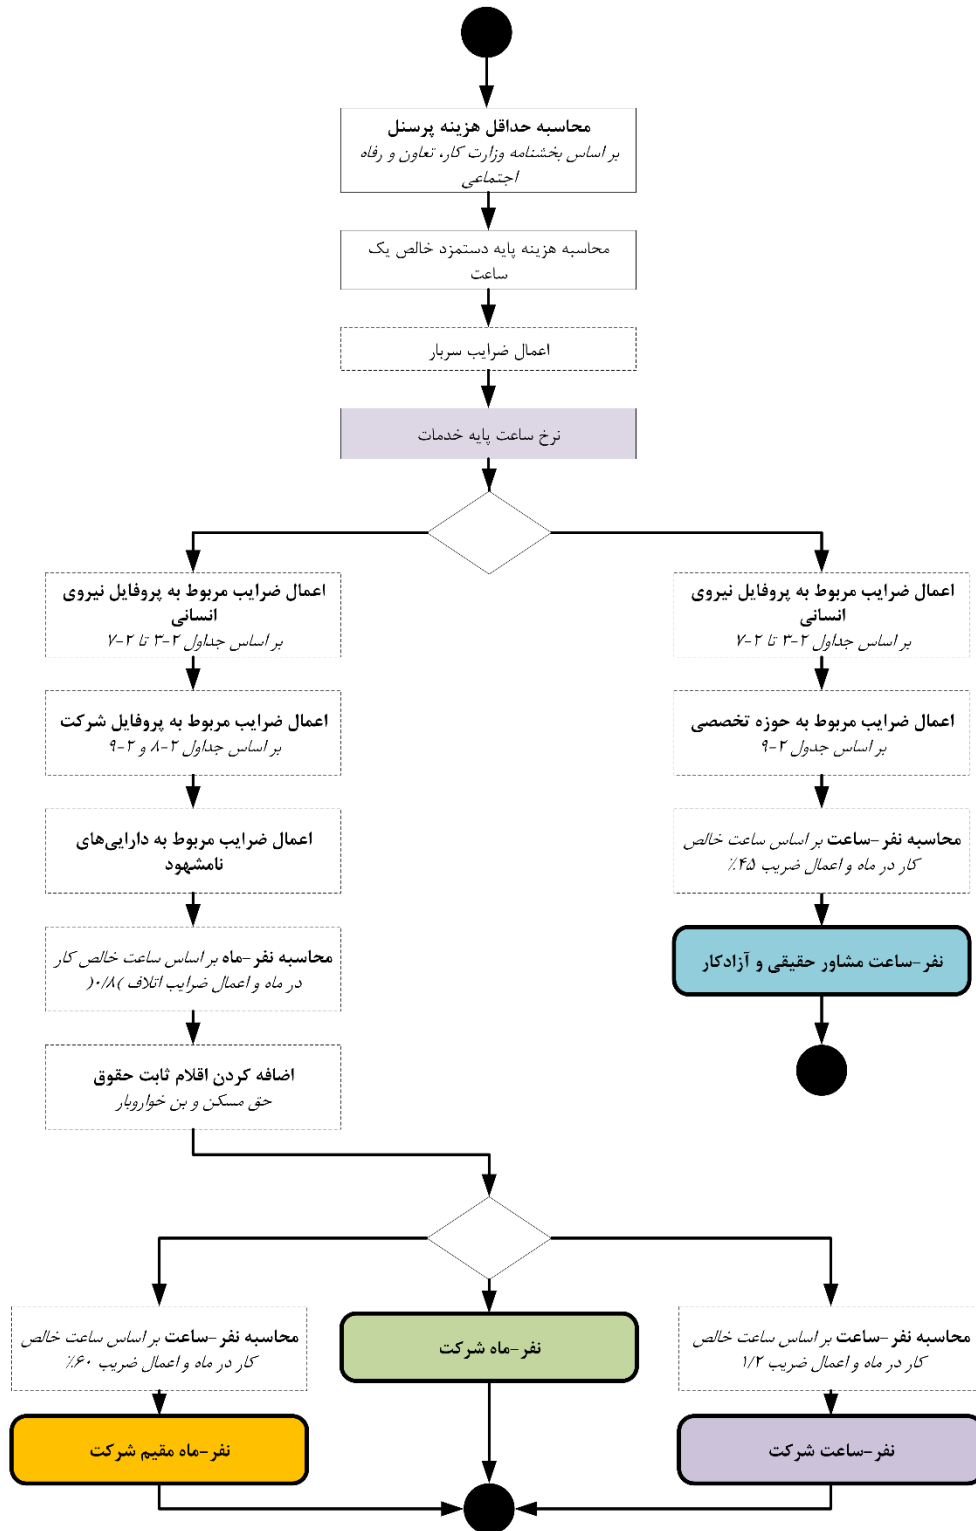 محاسبه حداقل هزینه پرسنل
بر اساس بخشنامه وزارت کار، تعاون و رفاه
اجتماعی
محاسبه هزینه پایه دستمزد خالص یک
ساعت
اعمال ضرایب سربار
نرخ ساعت پایه خدمات
اعمال ضرایب مربوط به پروفایل نیروی
انسانی
بر اساس جداول ۲-۳ تا ۲-۷
اعمال ضرایب مربوط به حوزه تخصصی
بر اساس جدول ۲-۹
محاسبه نفر-ساعت بر اساس ساعت خالص
کار در ماه و اعمال ضریب ۴۵٪
نفر-ساعت مشاور حقیقی و آزادکار
اعمال ضرایب مربوط به پروفایل نیروی
انسانی
بر اساس جداول ۲-۳ تا ۲-۷
اعمال ضرایب مربوط به پروفایل شرکت
بر اساس جداول ۲-۸ و ۲-۹
اعمال ضرایب مربوط به دارایی‌های
نامشهود
محاسبه نفر-ماه بر اساس ساعت خالص کار
در ماه و اعمال ضرایب اتلاف )۰/۸(
اضافه کردن اقلام ثابت حقوق
حق مسکن و بن خواروبار
محاسبه نفر-ساعت بر اساس ساعت خالص
کار در ماه و اعمال ضریب ۱/۲
نفر-ساعت شرکت
نفر-ماه شرکت
محاسبه نفر-ساعت بر اساس ساعت خالص
کار در ماه و اعمال ضریب ۶۰٪
نفر-ماه مقیم شرکت